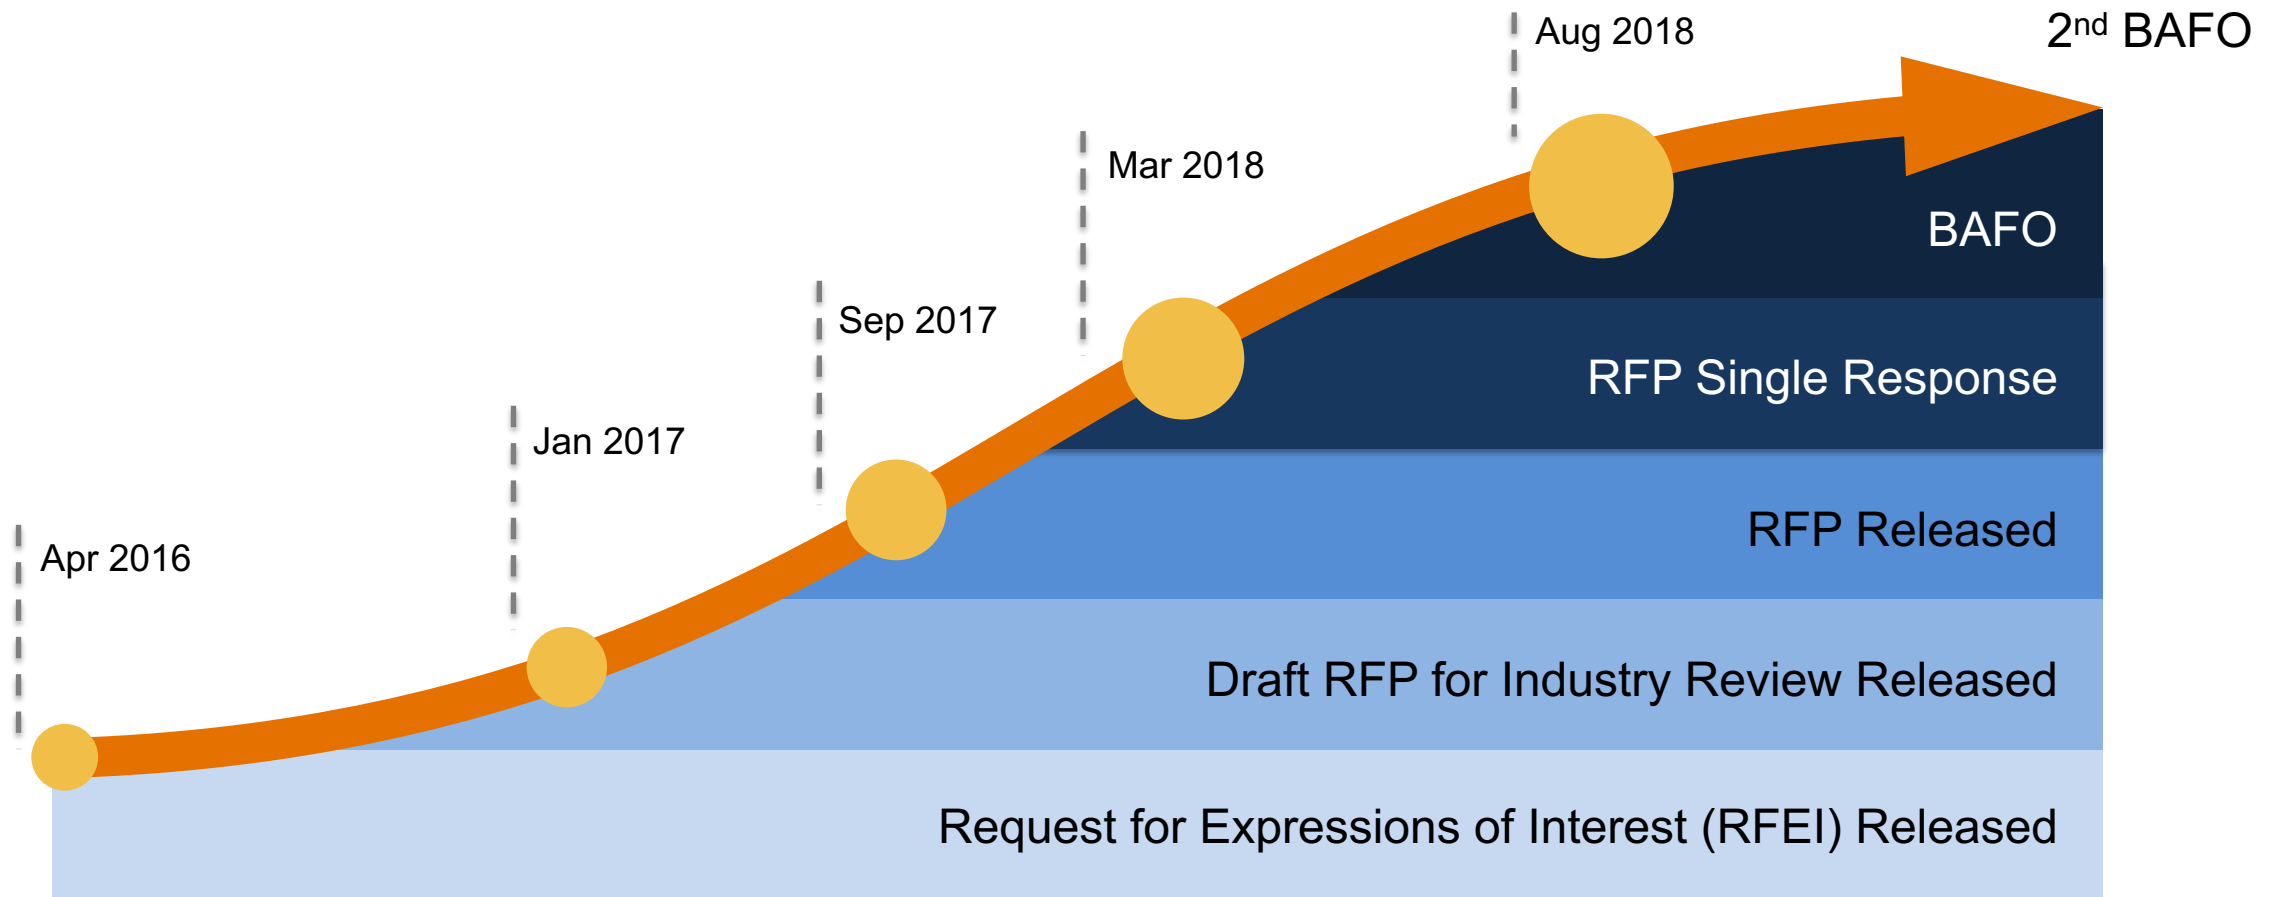 2nd BAFO
Aug 2018
Mar 2018
BAFO
Sep 2017
RFP Single Response
Jan 2017
RFP Released
Apr 2016
Draft RFP for Industry Review Released
Request for Expressions of Interest (RFEI) Released